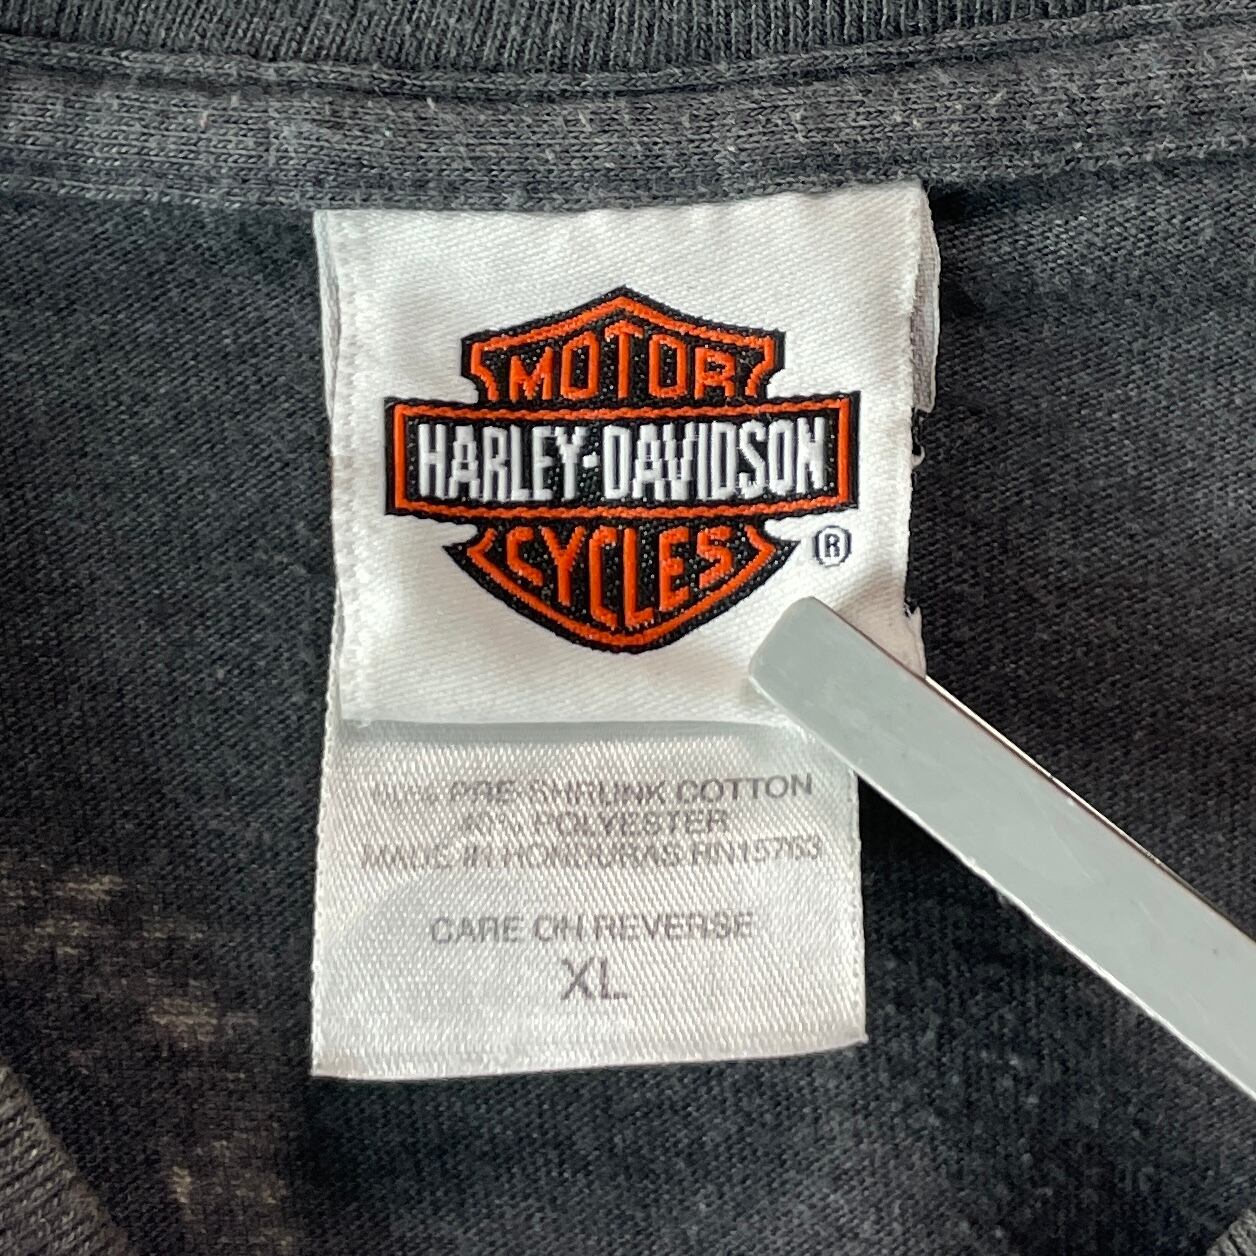 MOTOR
HARLEY-DAVIDSON
CYCLES
®
PRE-SHRUNK COTTON
POLYESTER
MADE IN HONDURAS RN15763
CARE ON REVERSE
XL